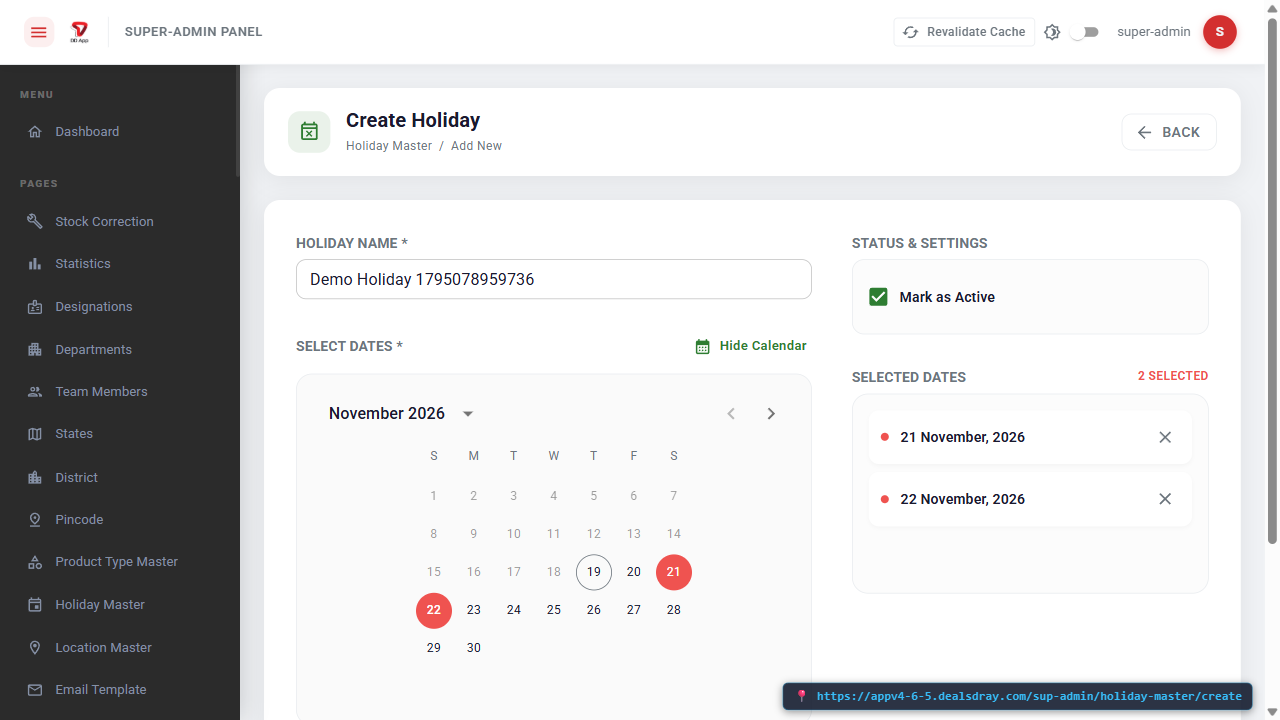 DD App
SUPER-ADMIN PANEL
Revalidate Cache
super-admin
S
MENU
Dashboard
PAGES
Stock Correction
Statistics
Designations
Departments
Team Members
States
District
Pincode
Product Type Master
Holiday Master
Location Master
Email Template
Create Holiday
Holiday Master / Add New
BACK
HOLIDAY NAME *
Demo Holiday 1795078959736
SELECT DATES *
Hide Calendar
November 2026
S M T W T F S
1 2 3 4 5 6 7
8 9 10 11 12 13 14
15 16 17 18 19 20 21
22 23 24 25 26 27 28
29 30
STATUS & SETTINGS
Mark as Active
SELECTED DATES
2 SELECTED
21 November, 2026
22 November, 2026
https://appv4-6-5.dealsdray.com/sup-admin/holiday-master/create